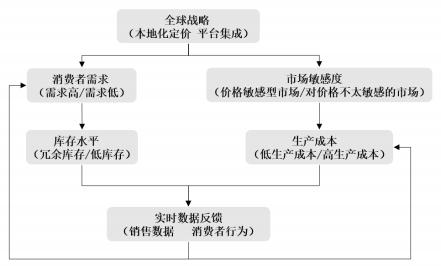 全球战略
(本地化定价 平台集成)
消费者需求
(需求高/需求低)
市场敏感度
(价格敏感型市场/对价格不太敏感的市场)
库存水平
(冗余库存/低库存)
生产成本
(低生产成本/高生产成本)
实时数据反馈
(销售数据 消费者行为)